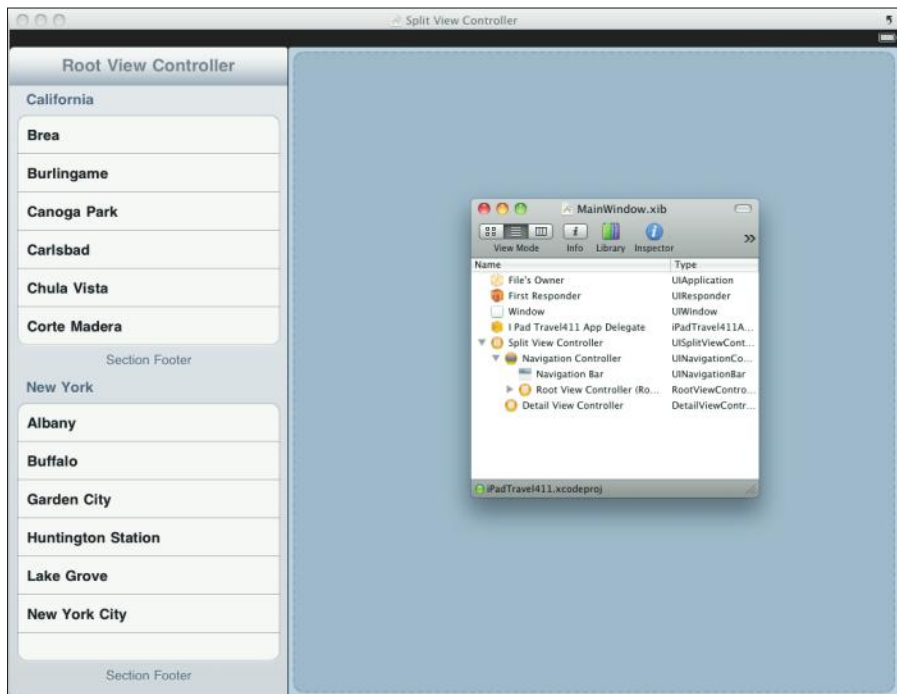 Split View Controller
Root View Controller
California
Brea
Burlingame
Canoga Park
Carlsbad
Chula Vista
Corte Madera
Section Footer
New York
Albany
Buffalo
Garden City
Huntington Station
Lake Grove
New York City
Section Footer
MainWindow.xib
View Mode Info Library Inspector
Name Type
File's Owner UIApplication
First Responder UIResponder
Window UIWindow
I Pad Travel411 App Delegate iPadTravel411A...
Split View Controller UISplitViewCont...
Navigation Controller UINavigationCo...
Navigation Bar UINavigationBar
Root View Controller (Ro... RootViewContro...
Detail View Controller DetailViewContr...
iPadTravel411.xcodeproj